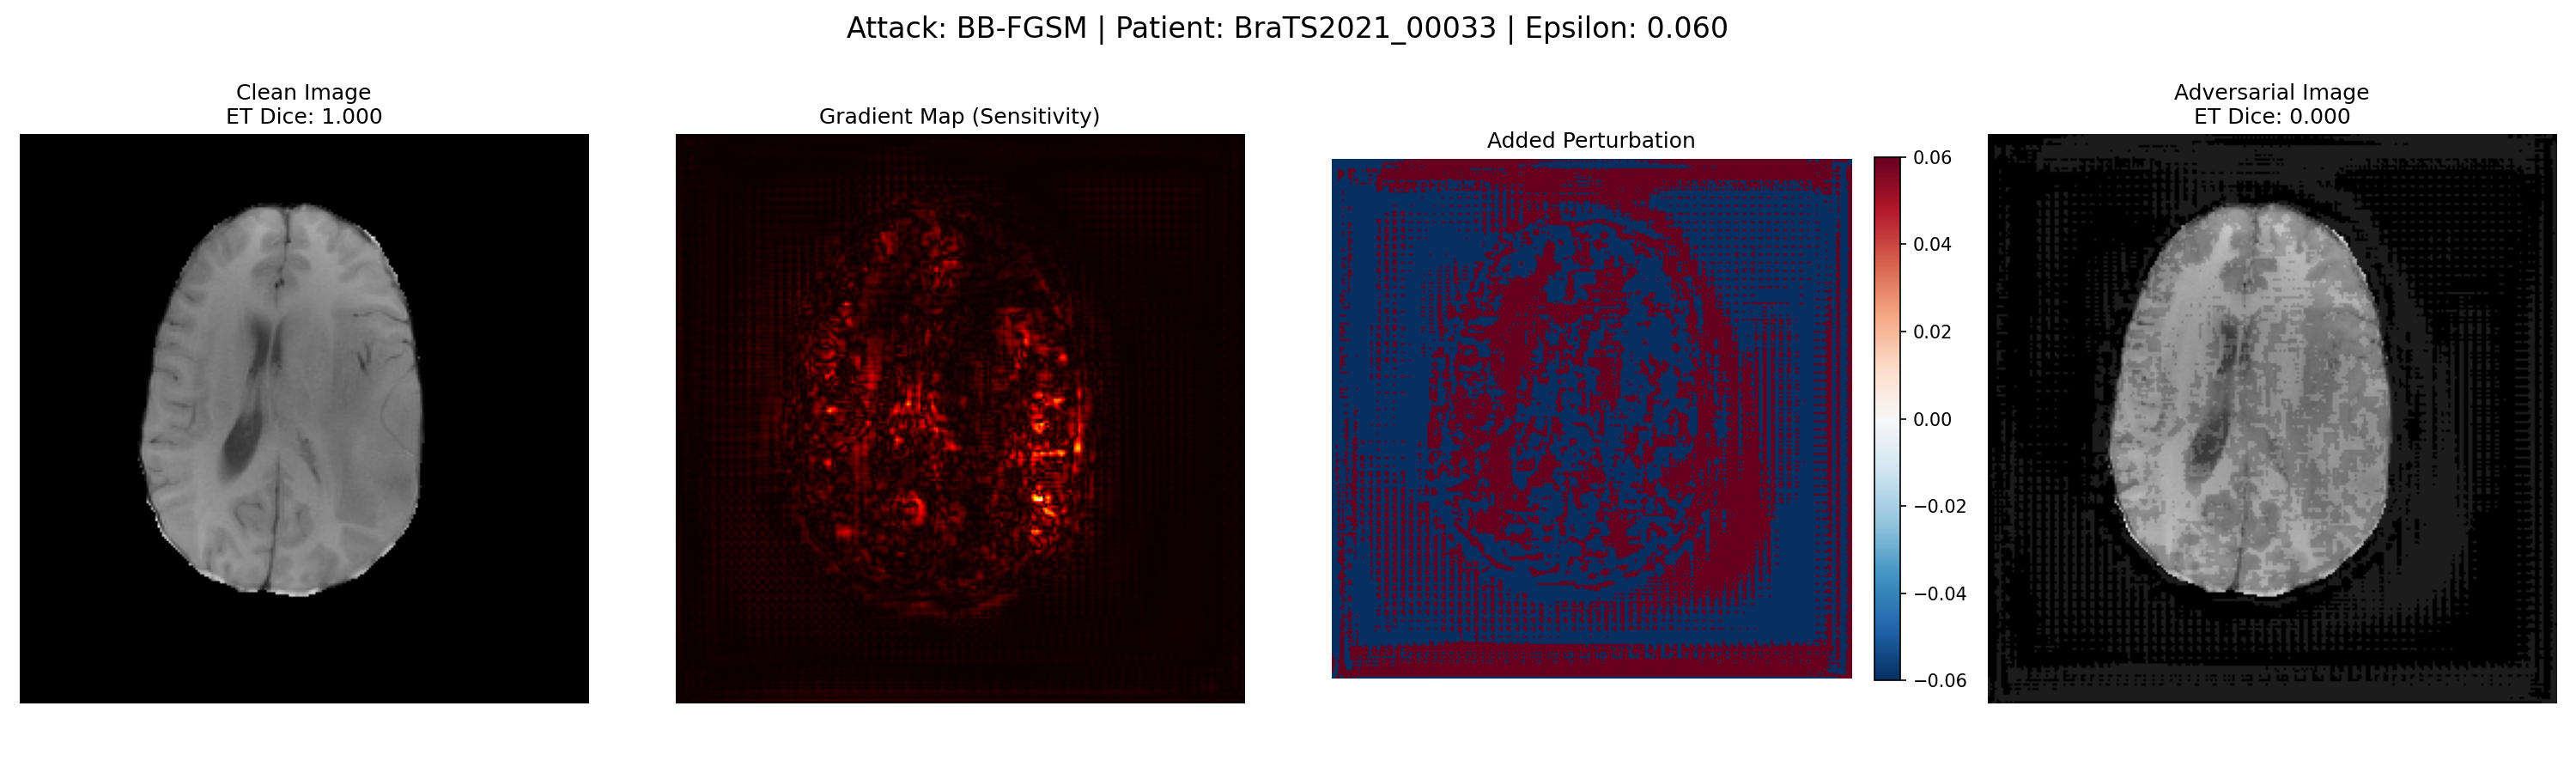 Attack: BB-FGSM | Patient: BraTS2021_00033 | Epsilon: 0.060
Clean Image
ET Dice: 1.000
Gradient Map (Sensitivity)
Added Perturbation
0.06
0.04
0.02
0.00
−0.02
−0.04
−0.06
Adversarial Image
ET Dice: 0.000